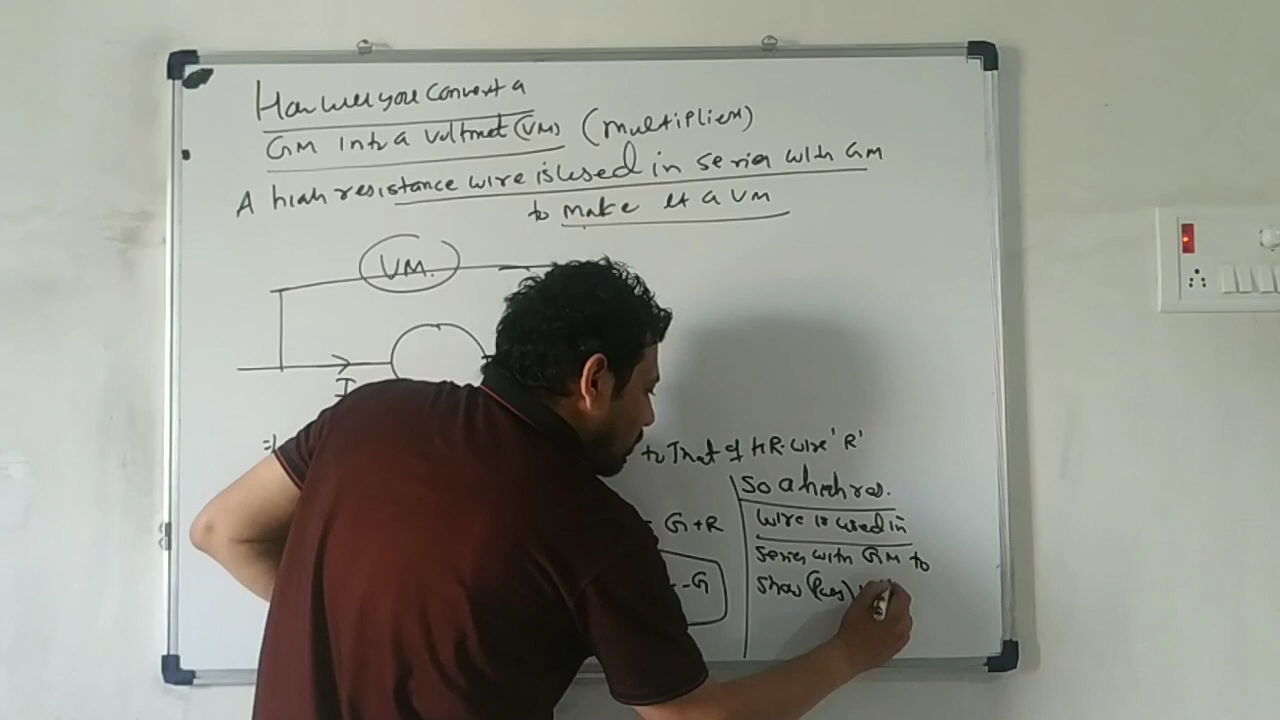 How will you convert a
GM into a voltmet (VM) (multiplier)
A high resistance wire is used in series with GM
to make it a VM
VM.
I
to that of HR. wire 'R'
= G+R
- G
So a high res.
wire is used in
series with GM to
show